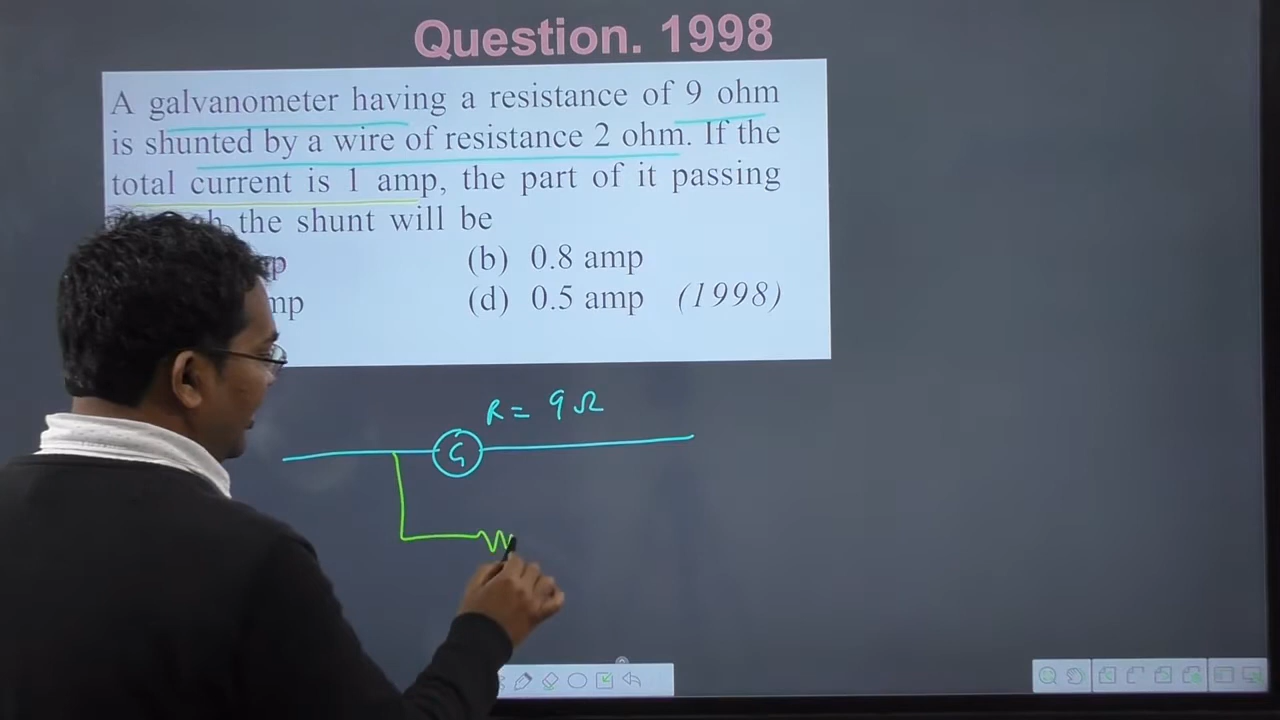 Question. 1998
A galvanometer having a resistance of 9 ohm
is shunted by a wire of resistance 2 ohm. If the
total current is 1 amp, the part of it passing
the shunt will be
(b) 0.8 amp
(d) 0.5 amp (1998)
R = 9 Ω
G